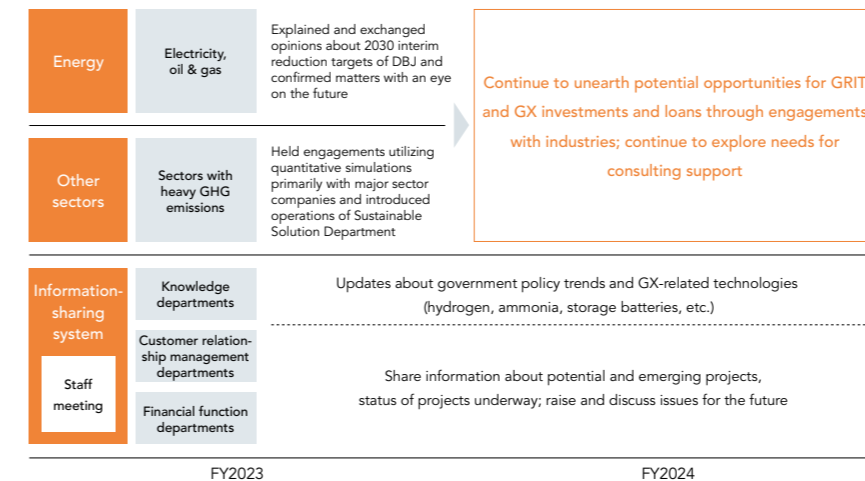 Energy
Electricity,
oil & gas
Explained and exchanged
opinions about 2030 interim
reduction targets of DBJ and
confirmed matters with an eye
on the future
Other
sectors
Sectors with
heavy GHG
emissions
Held engagements utilizing
quantitative simulations
primarily with major sector
companies and introduced
operations of Sustainable
Solution Department
Continue to unearth potential opportunities for GRIT
and GX investments and loans through engagements
with industries; continue to explore needs for
consulting support
Information-
sharing
system
Staff
meeting
Knowledge
departments
Customer relation-
ship management
departments
Financial function
departments
Updates about government policy trends and GX-related technologies
(hydrogen, ammonia, storage batteries, etc.)
Share information about potential and emerging projects,
status of projects underway; raise and discuss issues for the future
FY2023
FY2024